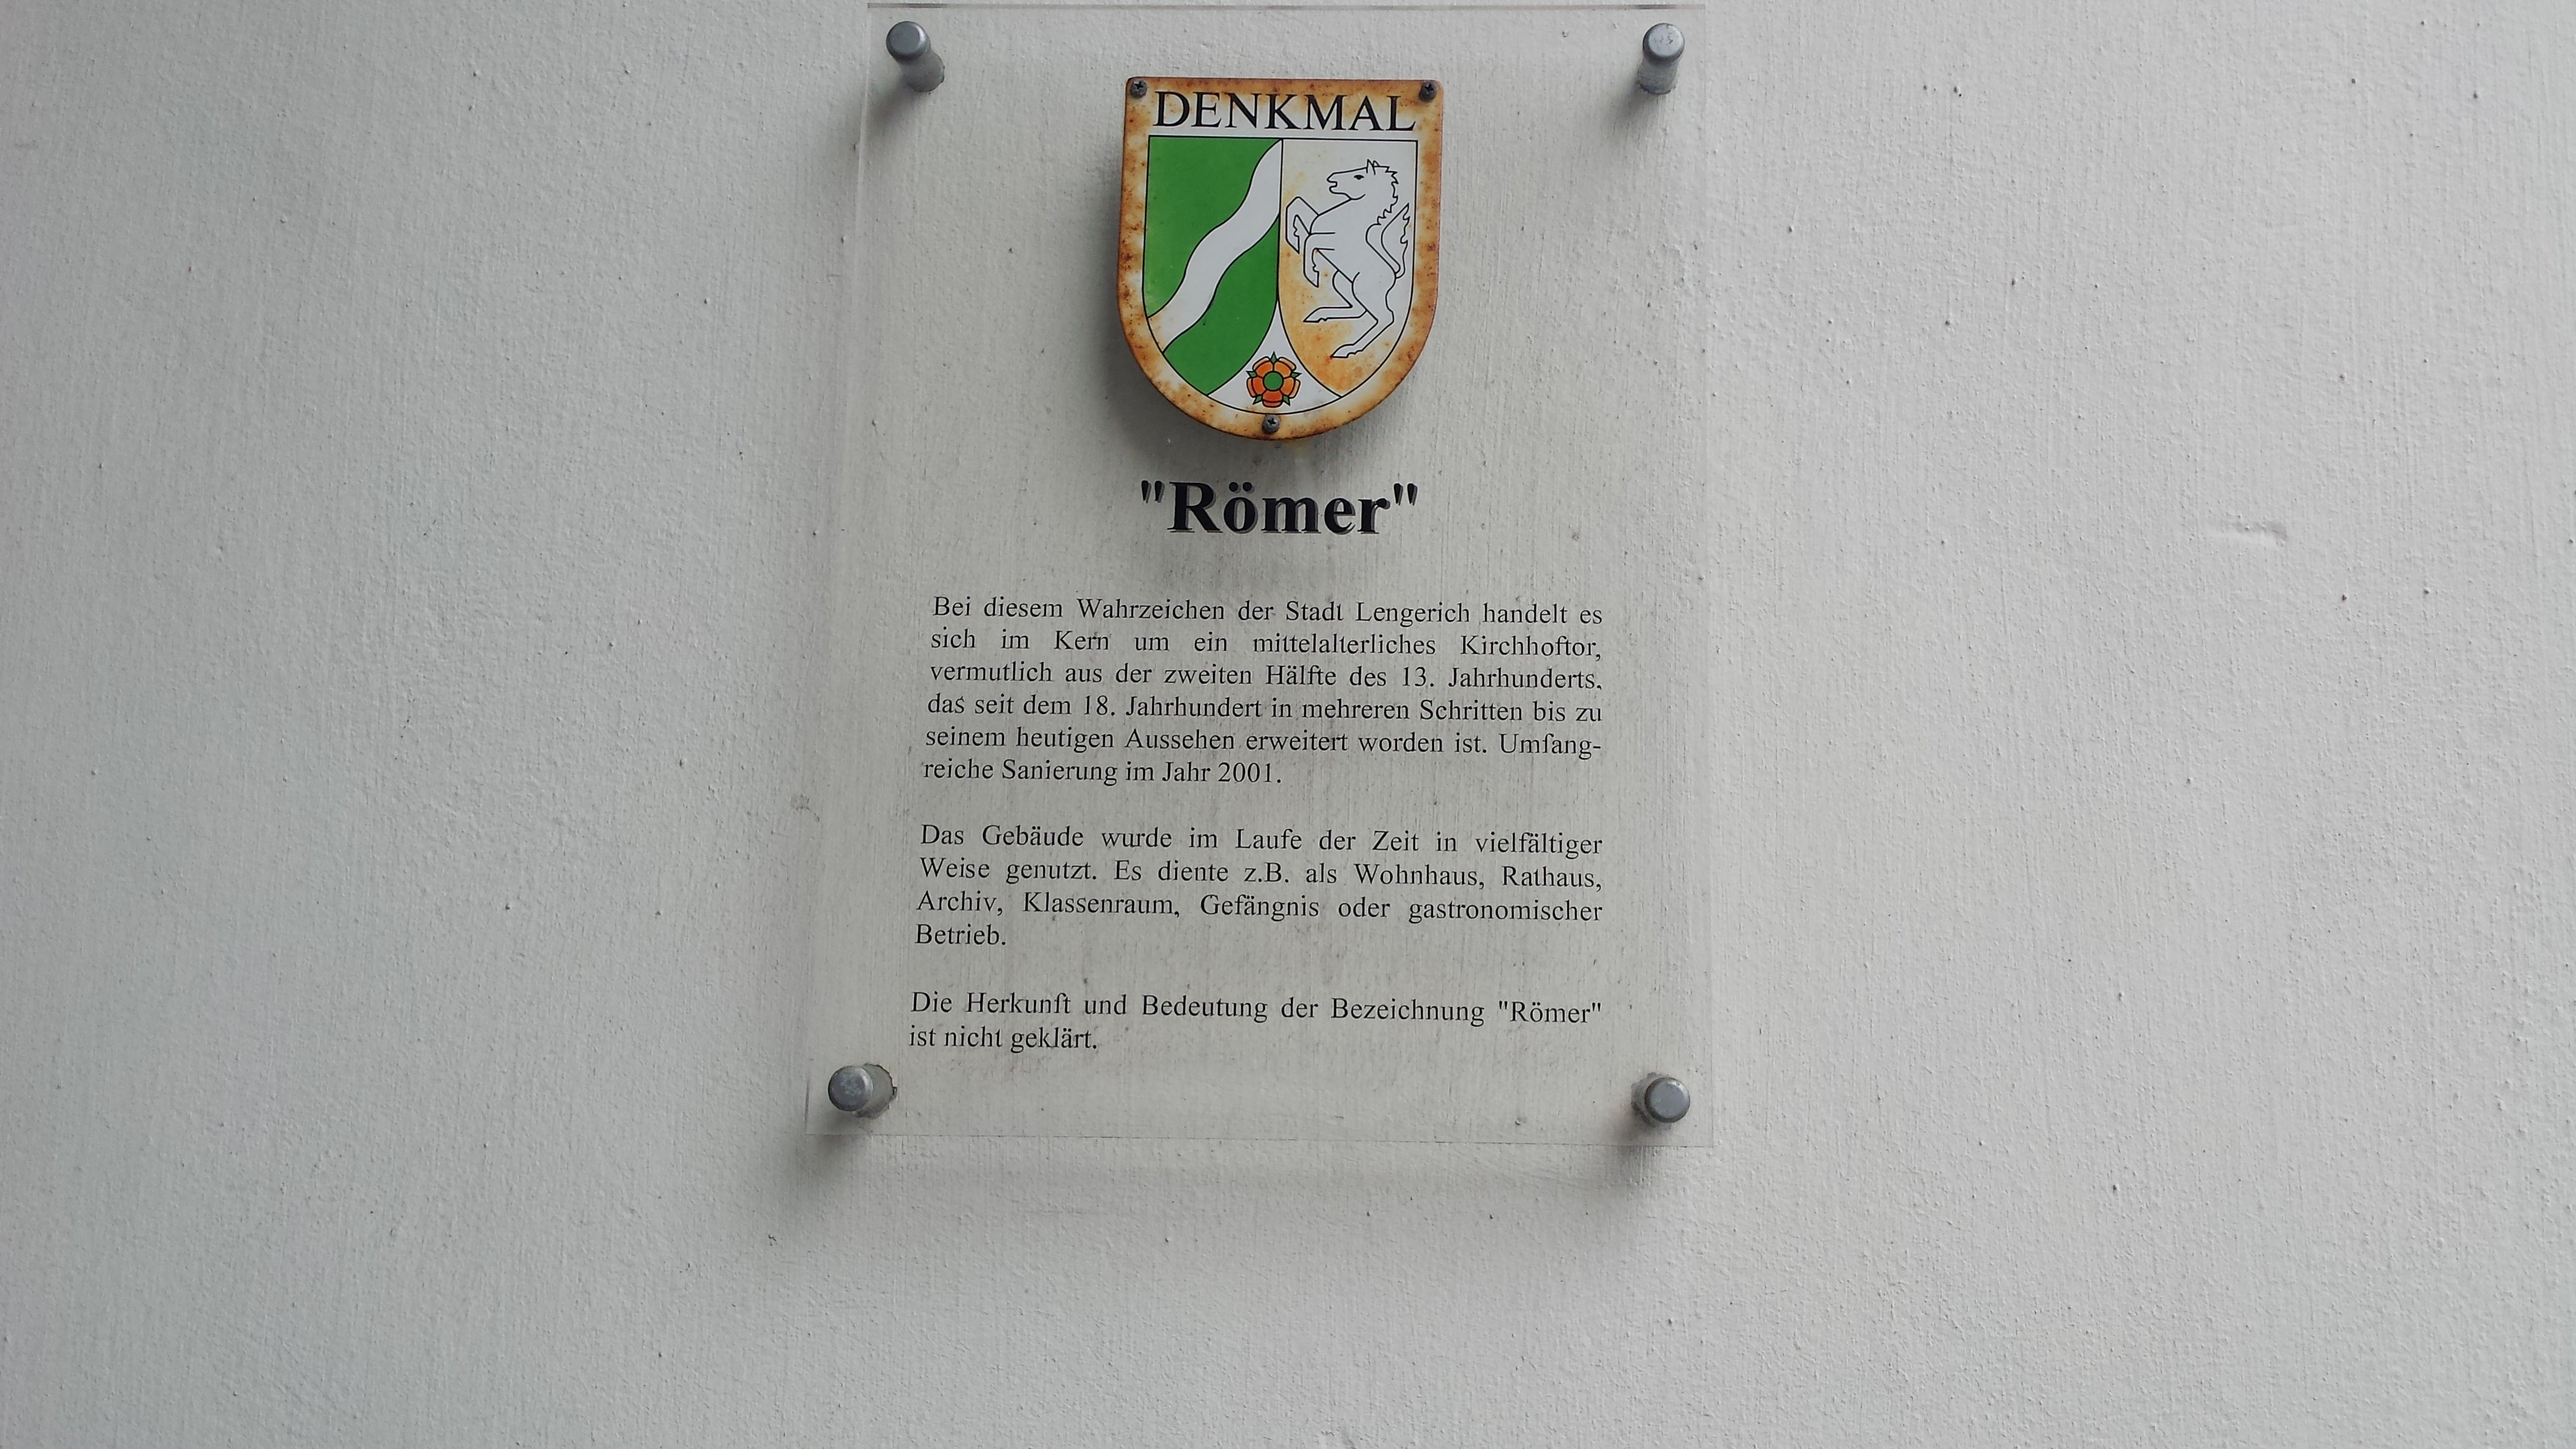 DENKMAL
"Römer"
Bei diesem Wahrzeichen der Stadt Lengerich handelt es
sich im Kern um ein mittelalterliches Kirchhoftor,
vermutlich aus der zweiten Hälfte des 13. Jahrhunderts,
das seit dem 18. Jahrhundert in mehreren Schritten bis zu
seinem heutigen Aussehen erweitert worden ist. Umfang-
reiche Sanierung im Jahr 2001.
Das Gebäude wurde im Laufe der Zeit in vielfältiger
Weise genutzt. Es diente z.B. als Wohnhaus, Rathaus,
Archiv, Klassenraum, Gefängnis oder gastronomischer
Betrieb.
Die Herkunft und Bedeutung der Bezeichnung "Römer"
ist nicht geklärt.